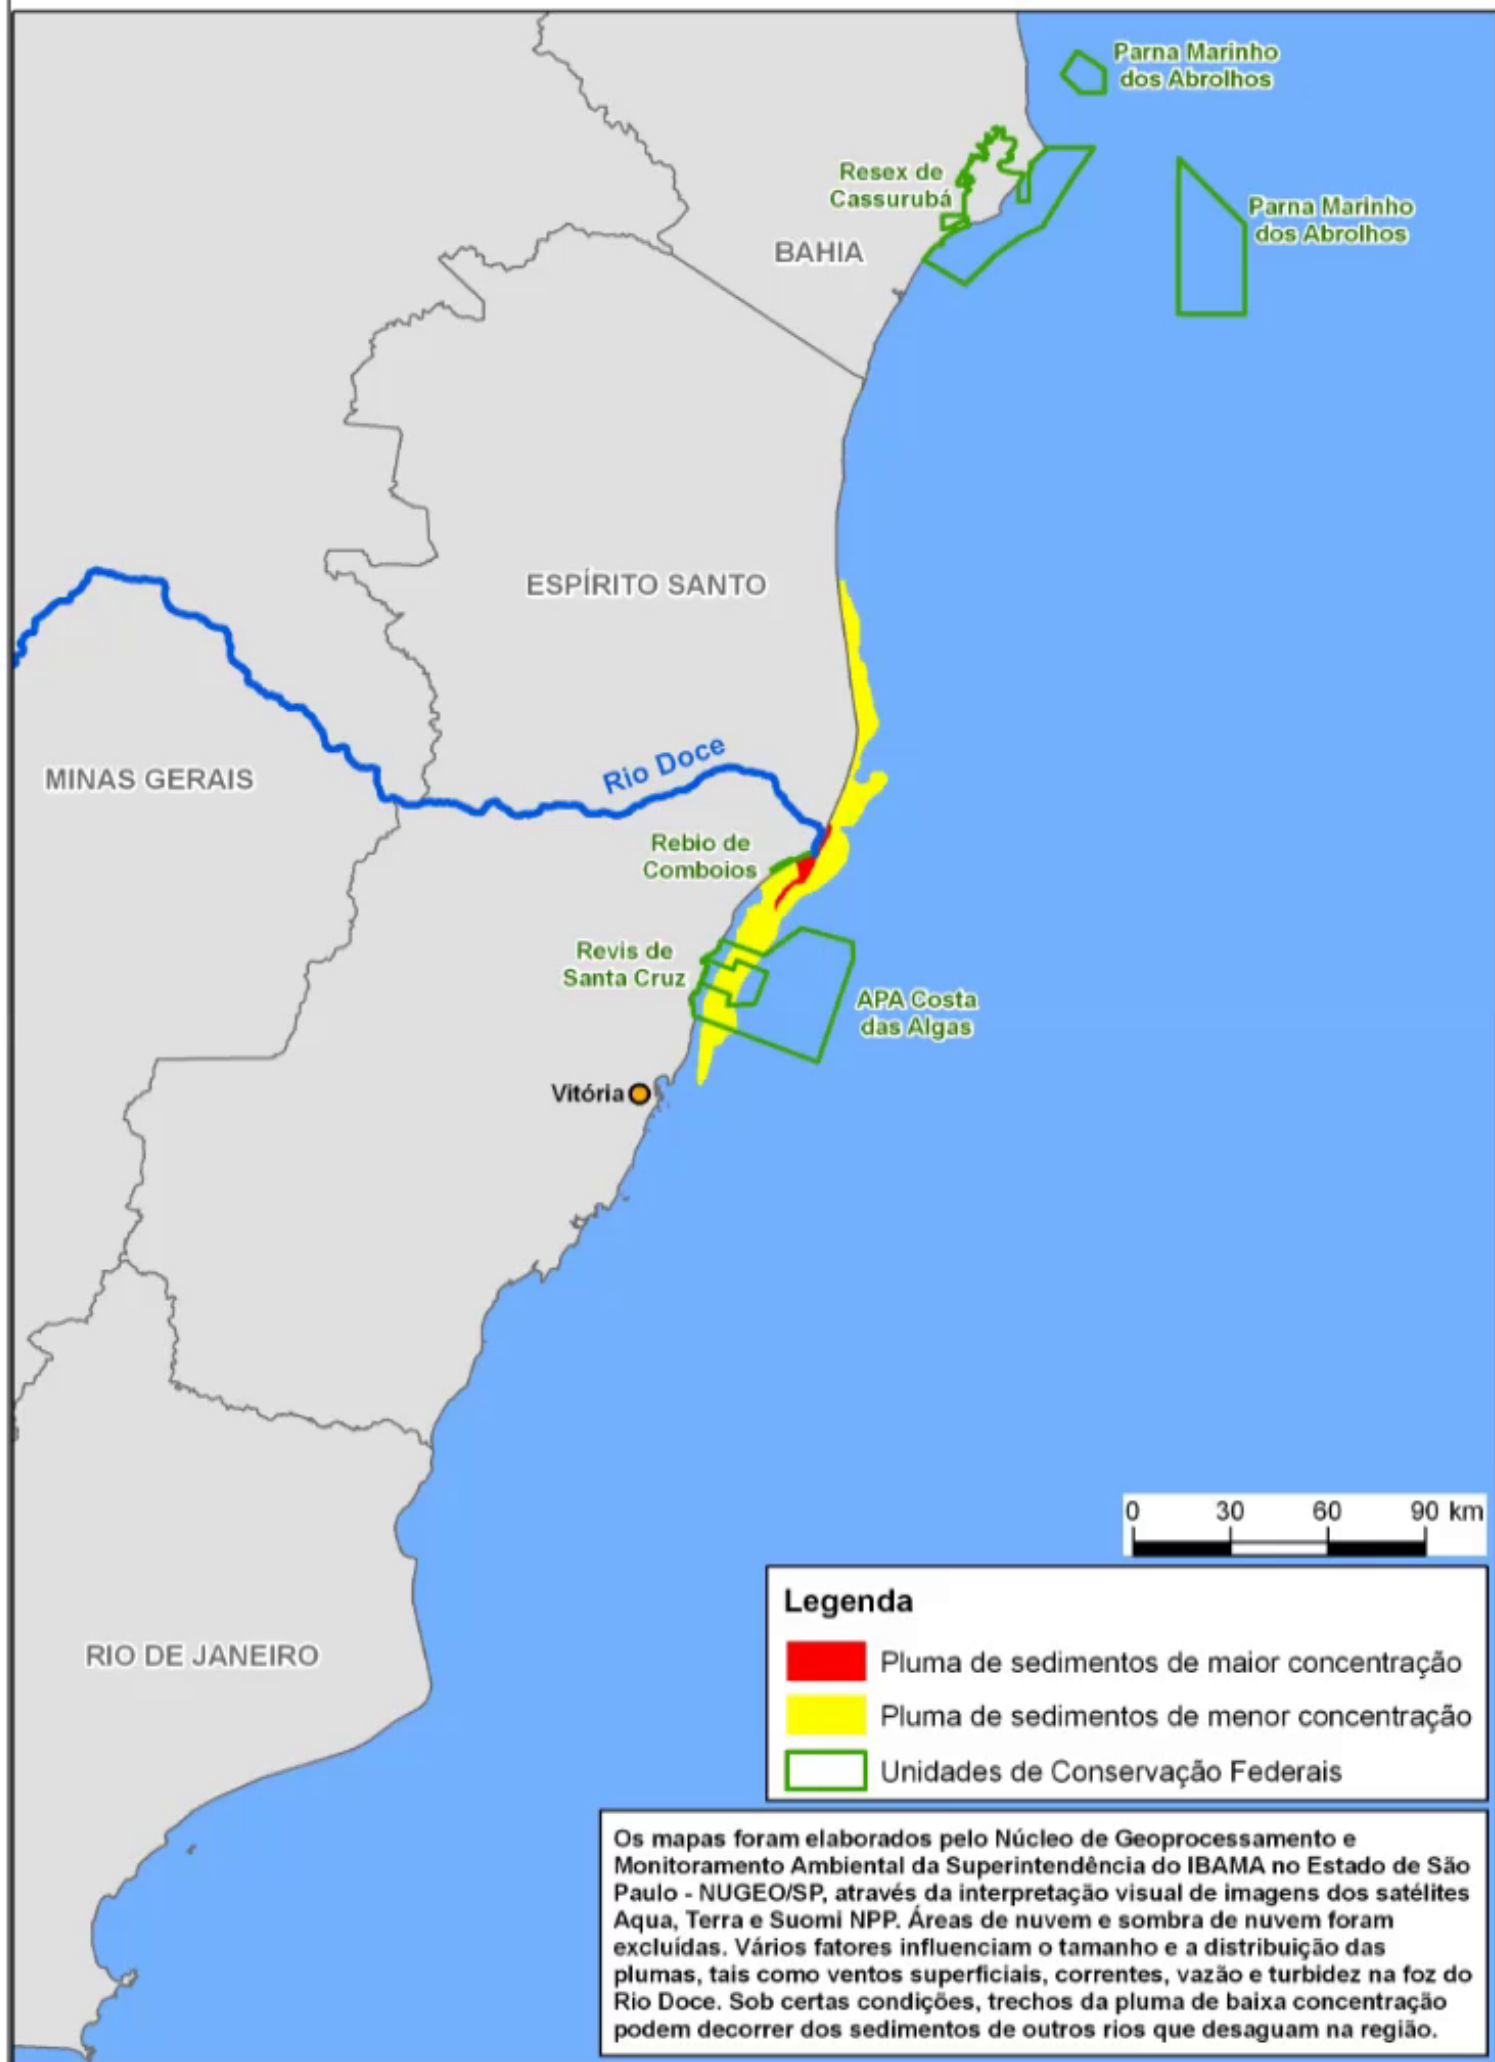 Parna Marinho
dos Abrolhos
Resex de
Cassurubá
Parna Marinho
dos Abrolhos
BAHIA
ESPÍRITO SANTO
MINAS GERAIS
Rio Doce
Rebio de
Comboios
Revis de
Santa Cruz
APA Costa
das Algas
Vitória
0 30 60 90 km
RIO DE JANEIRO
Legenda
Pluma de sedimentos de maior concentração
Pluma de sedimentos de menor concentração
Unidades de Conservação Federais
Os mapas foram elaborados pelo Núcleo de Geoprocessamento e
Monitoramento Ambiental da Superintendência do IBAMA no Estado de São
Paulo - NUGEO/SP, através da interpretação visual de imagens dos satélites
Aqua, Terra e Suomi NPP. Áreas de nuvem e sombra de nuvem foram
excluídas. Vários fatores influenciam o tamanho e a distribuição das
plumas, tais como ventos superficiais, correntes, vazão e turbidez na foz do
Rio Doce. Sob certas condições, trechos da pluma de baixa concentração
podem decorrer dos sedimentos de outros rios que desaguam na região.